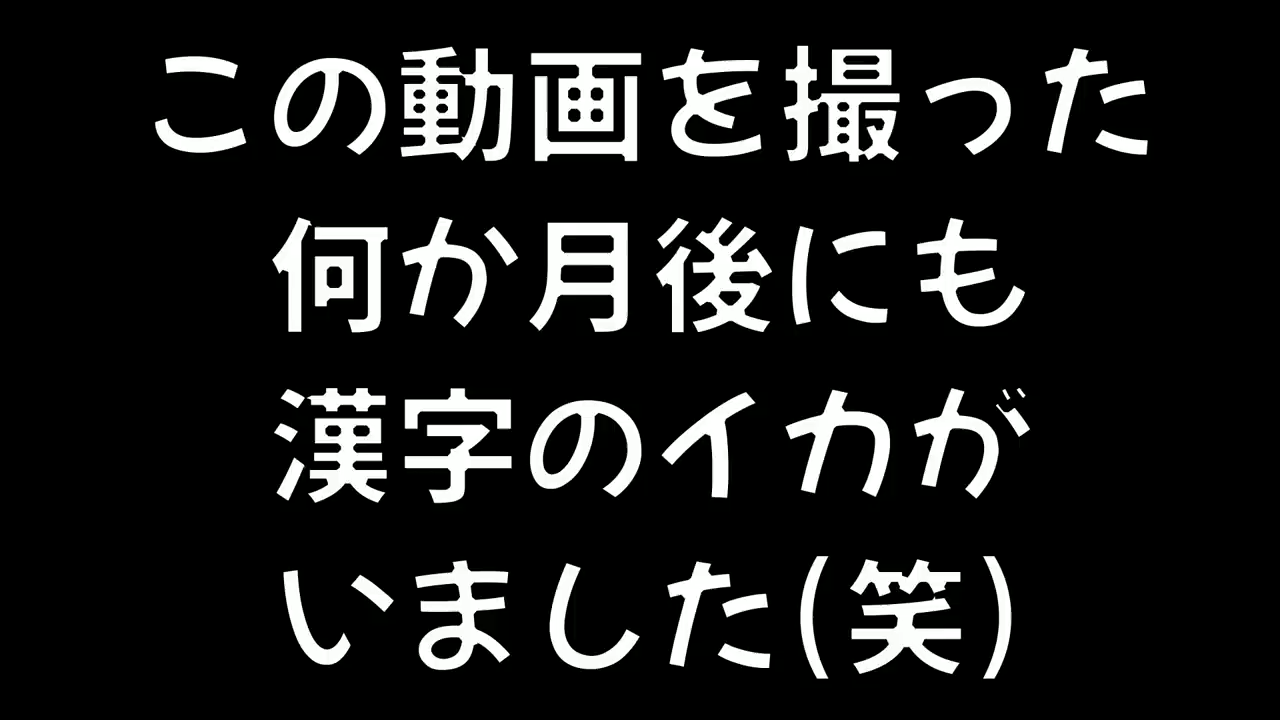 この動画を撮った
何か月後にも
漢字のイカが
いました(笑)